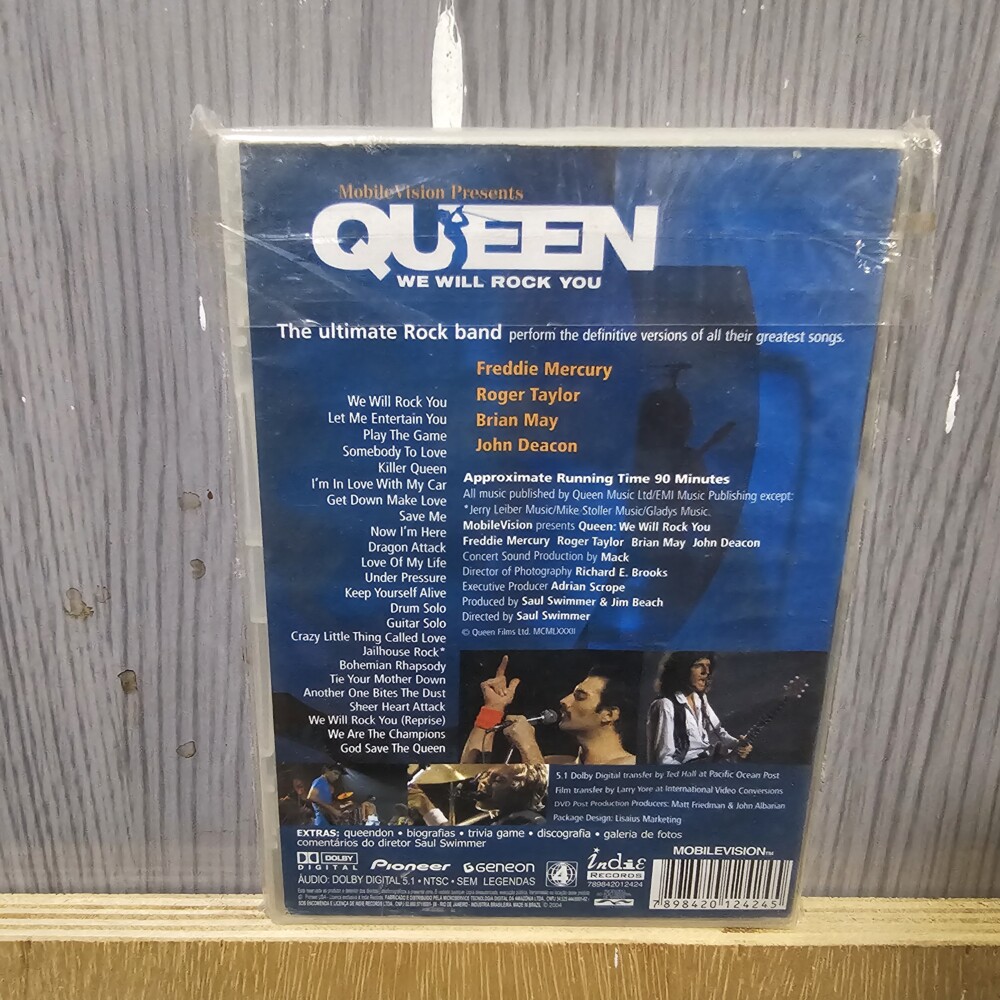 MobileVision Presents
QUEEN
WE WILL ROCK YOU
The ultimate Rock band perform the definitive versions of all their greatest songs.
Freddie Mercury
Roger Taylor
Brian May
John Deacon
We Will Rock You
Let Me Entertain You
Play The Game
Somebody To Love
Killer Queen
I'm In Love With My Car
Get Down Make Love
Save Me
Now I'm Here
Dragon Attack
Love Of My Life
Under Pressure
Keep Yourself Alive
Drum Solo
Guitar Solo
Crazy Little Thing Called Love
Jailhouse Rock*
Bohemian Rhapsody
Tie Your Mother Down
Another One Bites The Dust
Sheer Heart Attack
We Will Rock You (Reprise)
We Are The Champions
God Save The Queen
Approximate Running Time 90 Minutes
All music published by Queen Music Ltd/EMI Music Publishing except:
*Jerry Leiber Music/Mike Stoller Music/Gladys Music.
MobileVision presents Queen: We Will Rock You
Freddie Mercury Roger Taylor Brian May John Deacon
Concert Sound Production by Mack
Director of Photography Richard E. Brooks
Executive Producer Adrian Scrope
Produced by Saul Swimmer & Jim Beach
Directed by Saul Swimmer
© Queen Films Ltd. MCMLXXXII
5.1 Dolby Digital transfer by Ted Hall at Pacific Ocean Post
Film transfer by Larry Yore at International Video Conversions
DVD Post Production Producers: Matt Friedman & John Albarian
Package Design: Lisaius Marketing
EXTRAS: queendon • biografias • trivia game • discografia • galeria de fotos
comentários do diretor Saul Swimmer
DOLBY
DIGITAL
Pioneer
GENEON
4
indie
RECORDS
789842012424
MOBILEVISION™
ÁUDIO: DOLBY DIGITAL 5.1 • NTSC • SEM LEGENDAS
7 898420 124245